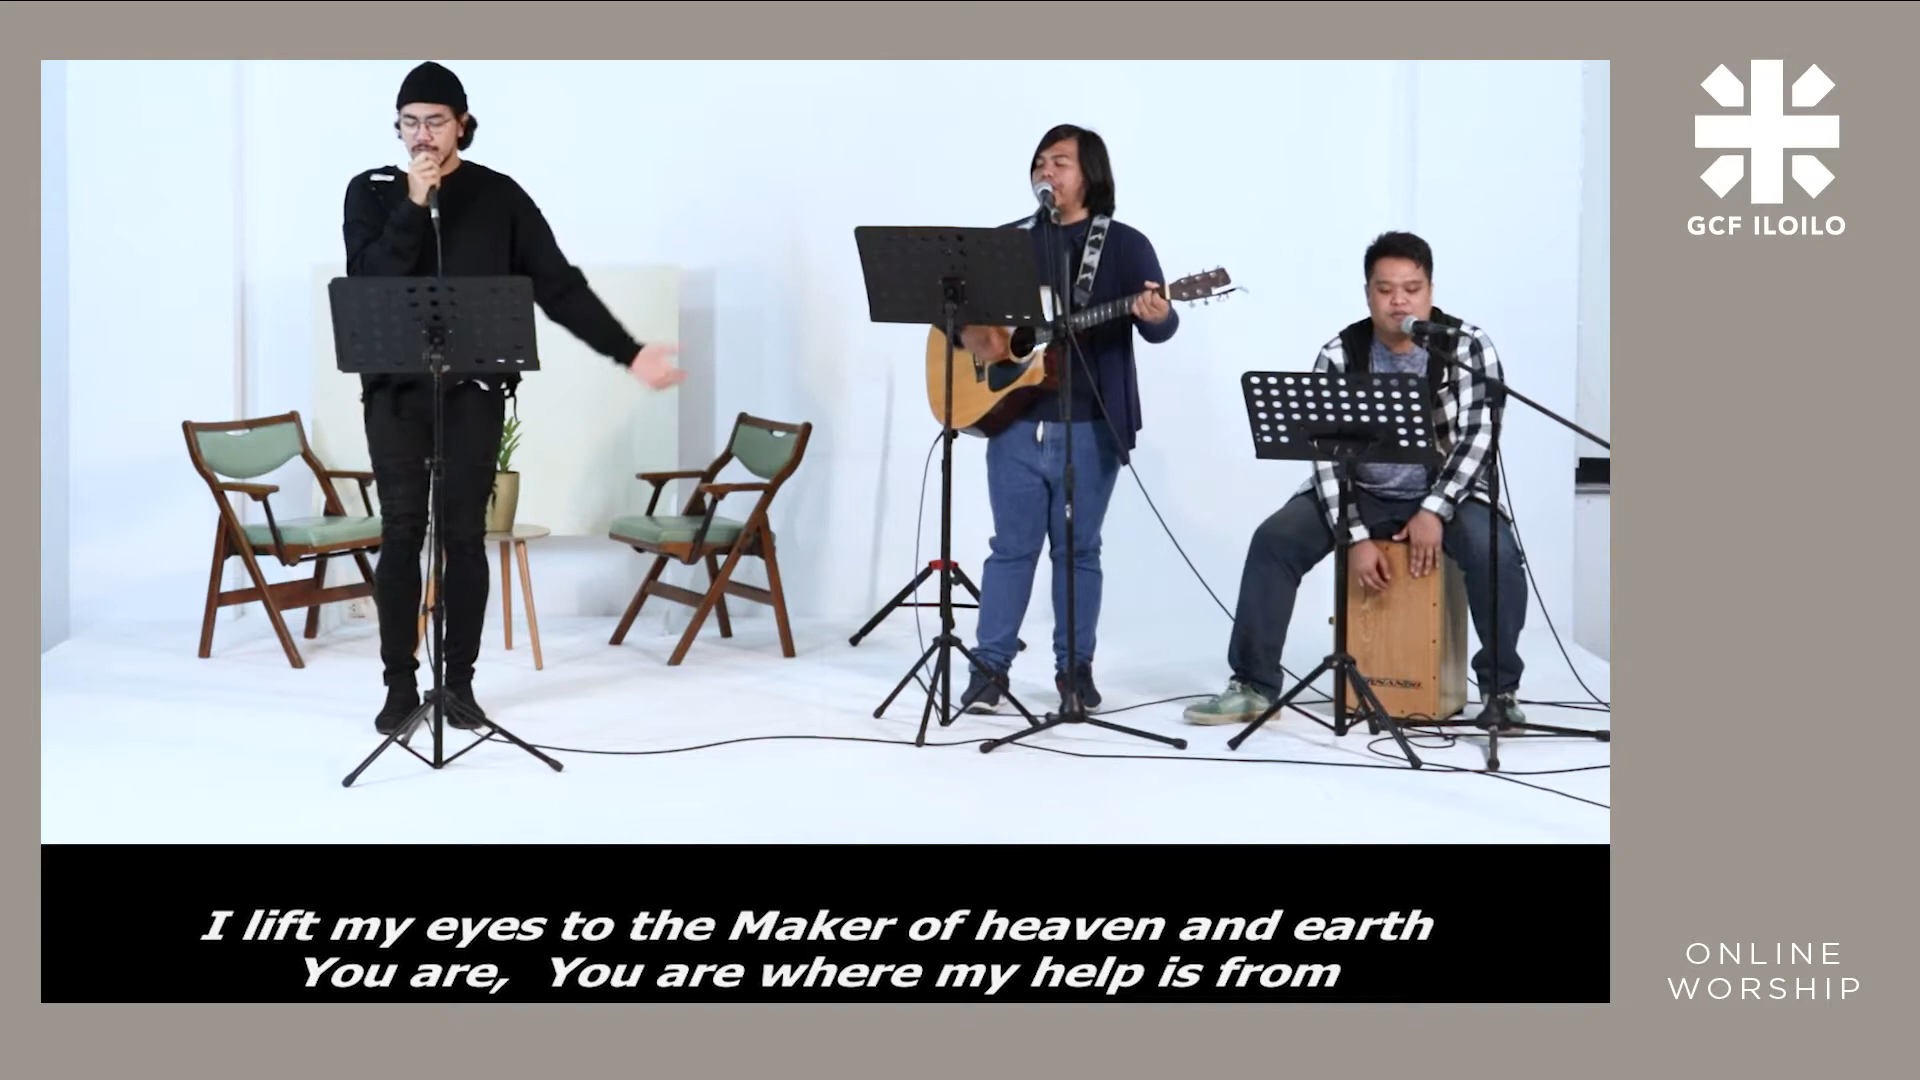 GCF ILOILO
I lift my eyes to the Maker of heaven and earth
You are, You are where my help is from
ONLINE
WORSHIP